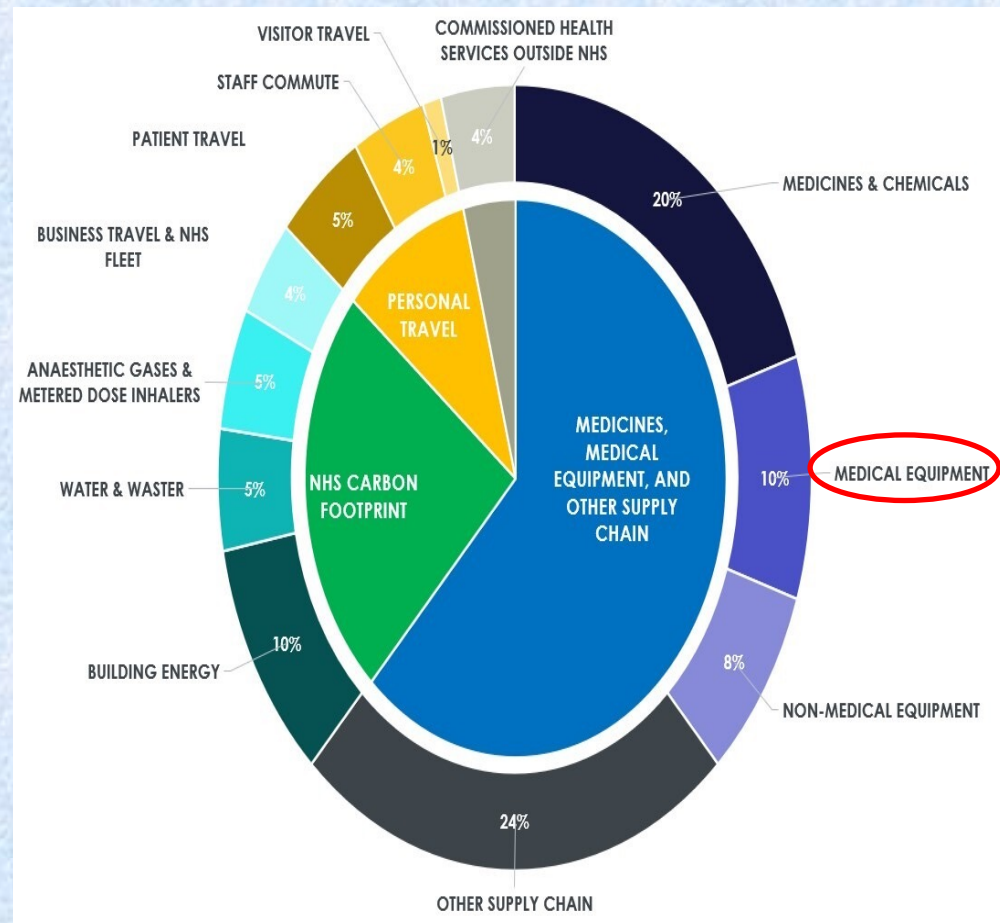 VISITOR TRAVEL
COMMISSIONED HEALTH
SERVICES OUTSIDE NHS
STAFF COMMUTE
PATIENT TRAVEL
BUSINESS TRAVEL & NHS
FLEET
ANAESTHETIC GASES &
METERED DOSE INHALERS
WATER & WASTER
BUILDING ENERGY
OTHER SUPPLY CHAIN
NON-MEDICAL EQUIPMENT
MEDICAL EQUIPMENT
MEDICINES & CHEMICALS
1%
4%
4%
5%
4%
5%
5%
10%
24%
8%
10%
20%
PERSONAL
TRAVEL
NHS CARBON
FOOTPRINT
MEDICINES,
MEDICAL
EQUIPMENT, AND
OTHER SUPPLY
CHAIN